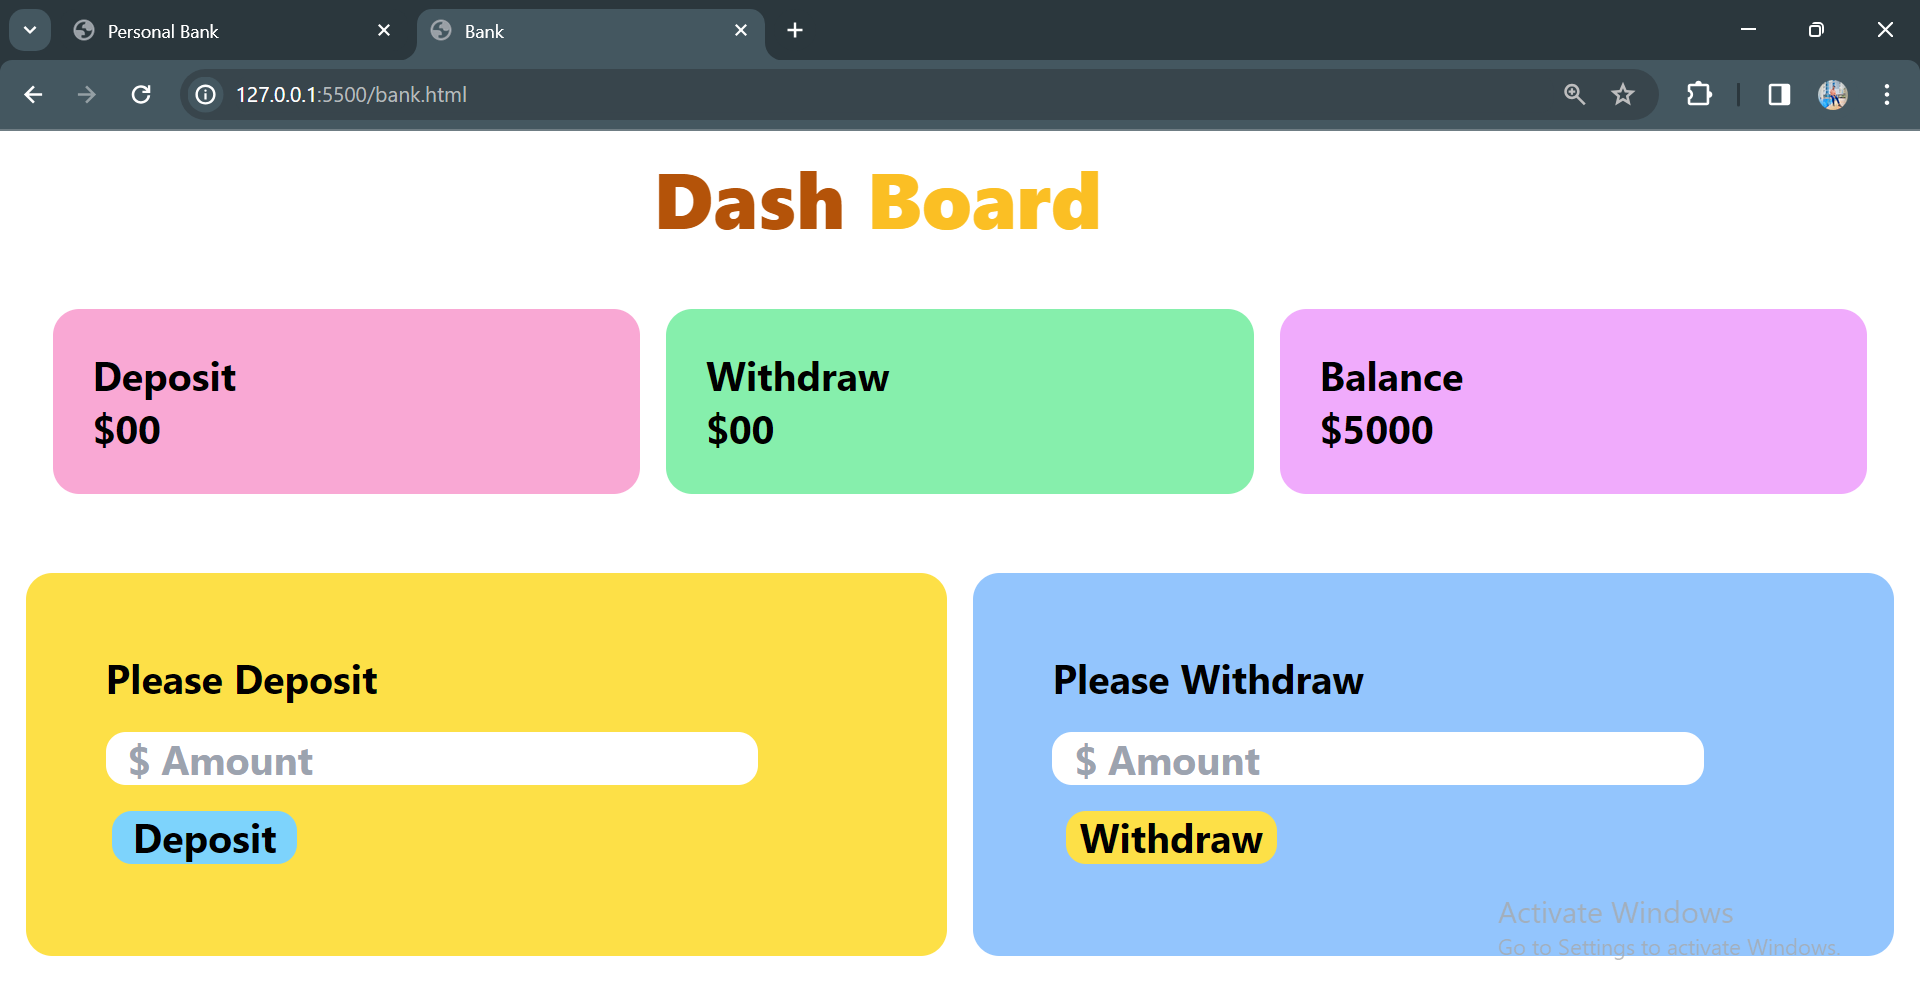 Personal Bank
Bank
127.0.0.1:5500/bank.html
Dash Board
Deposit
$00
Withdraw
$00
Balance
$5000
Please Deposit
$ Amount
Deposit
Please Withdraw
$ Amount
Withdraw
Activate Windows
Go to Settings to activate Windows.